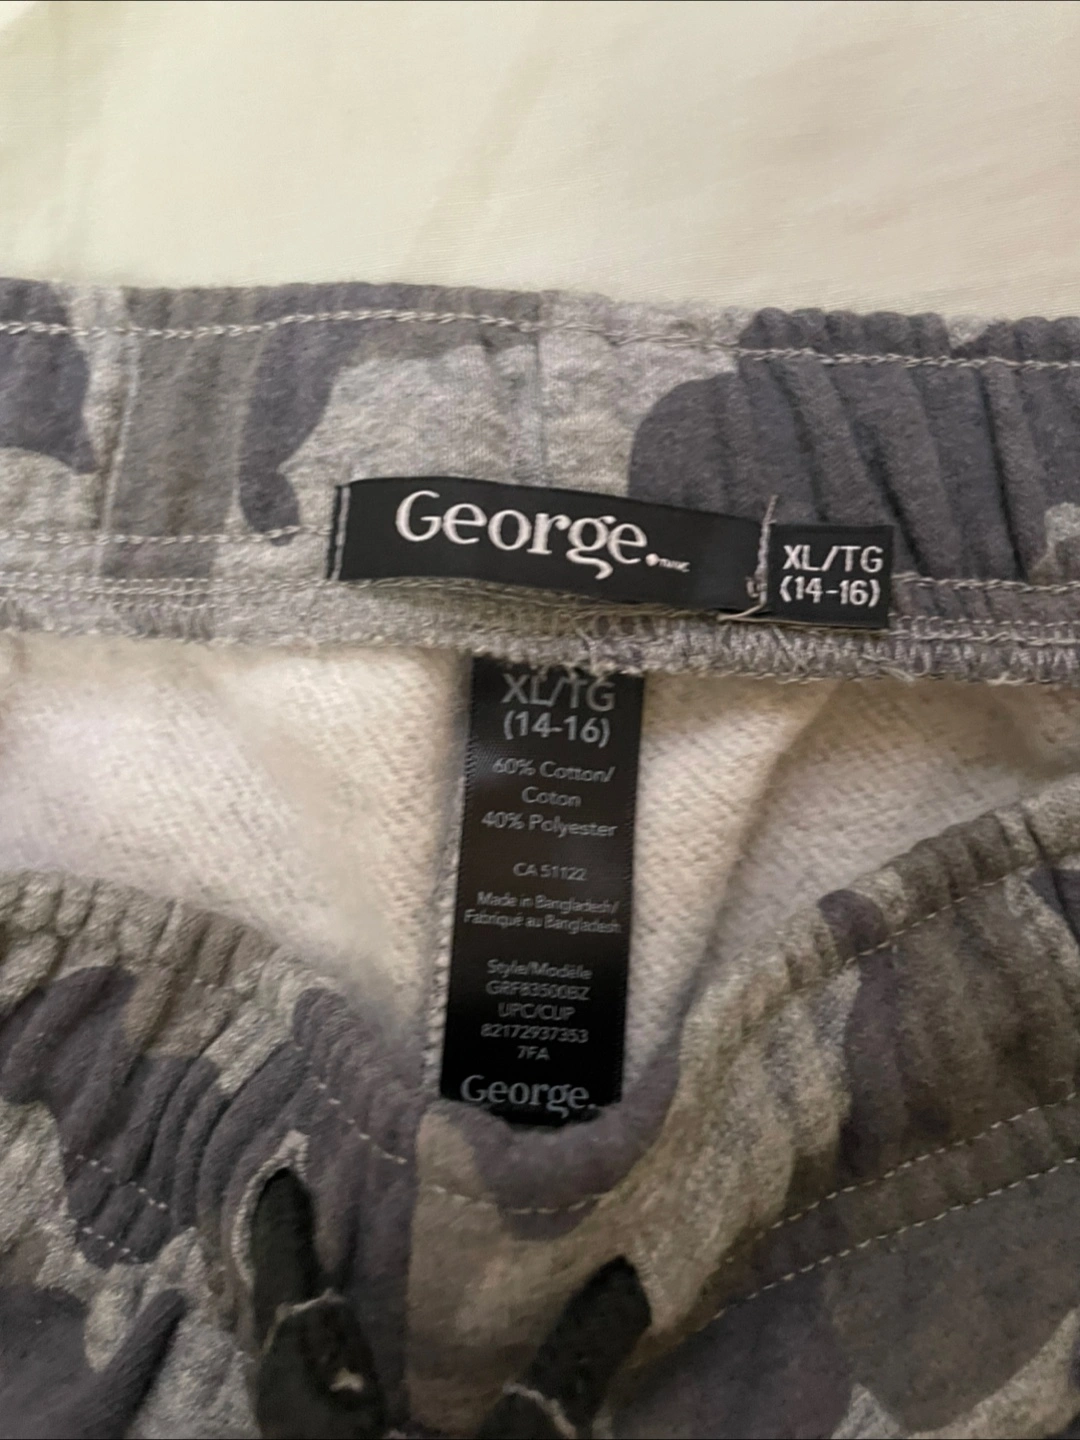 George.
XL/TG
(14-16)
XL/TG
(14-16)
60% Cotton/
Coton
40% Polyester
CA 51122
Made in Bangladesh/
Fabriqué au Bangladesh
Style/Modèle
UPC/CUP
82172937353
7FA
George.